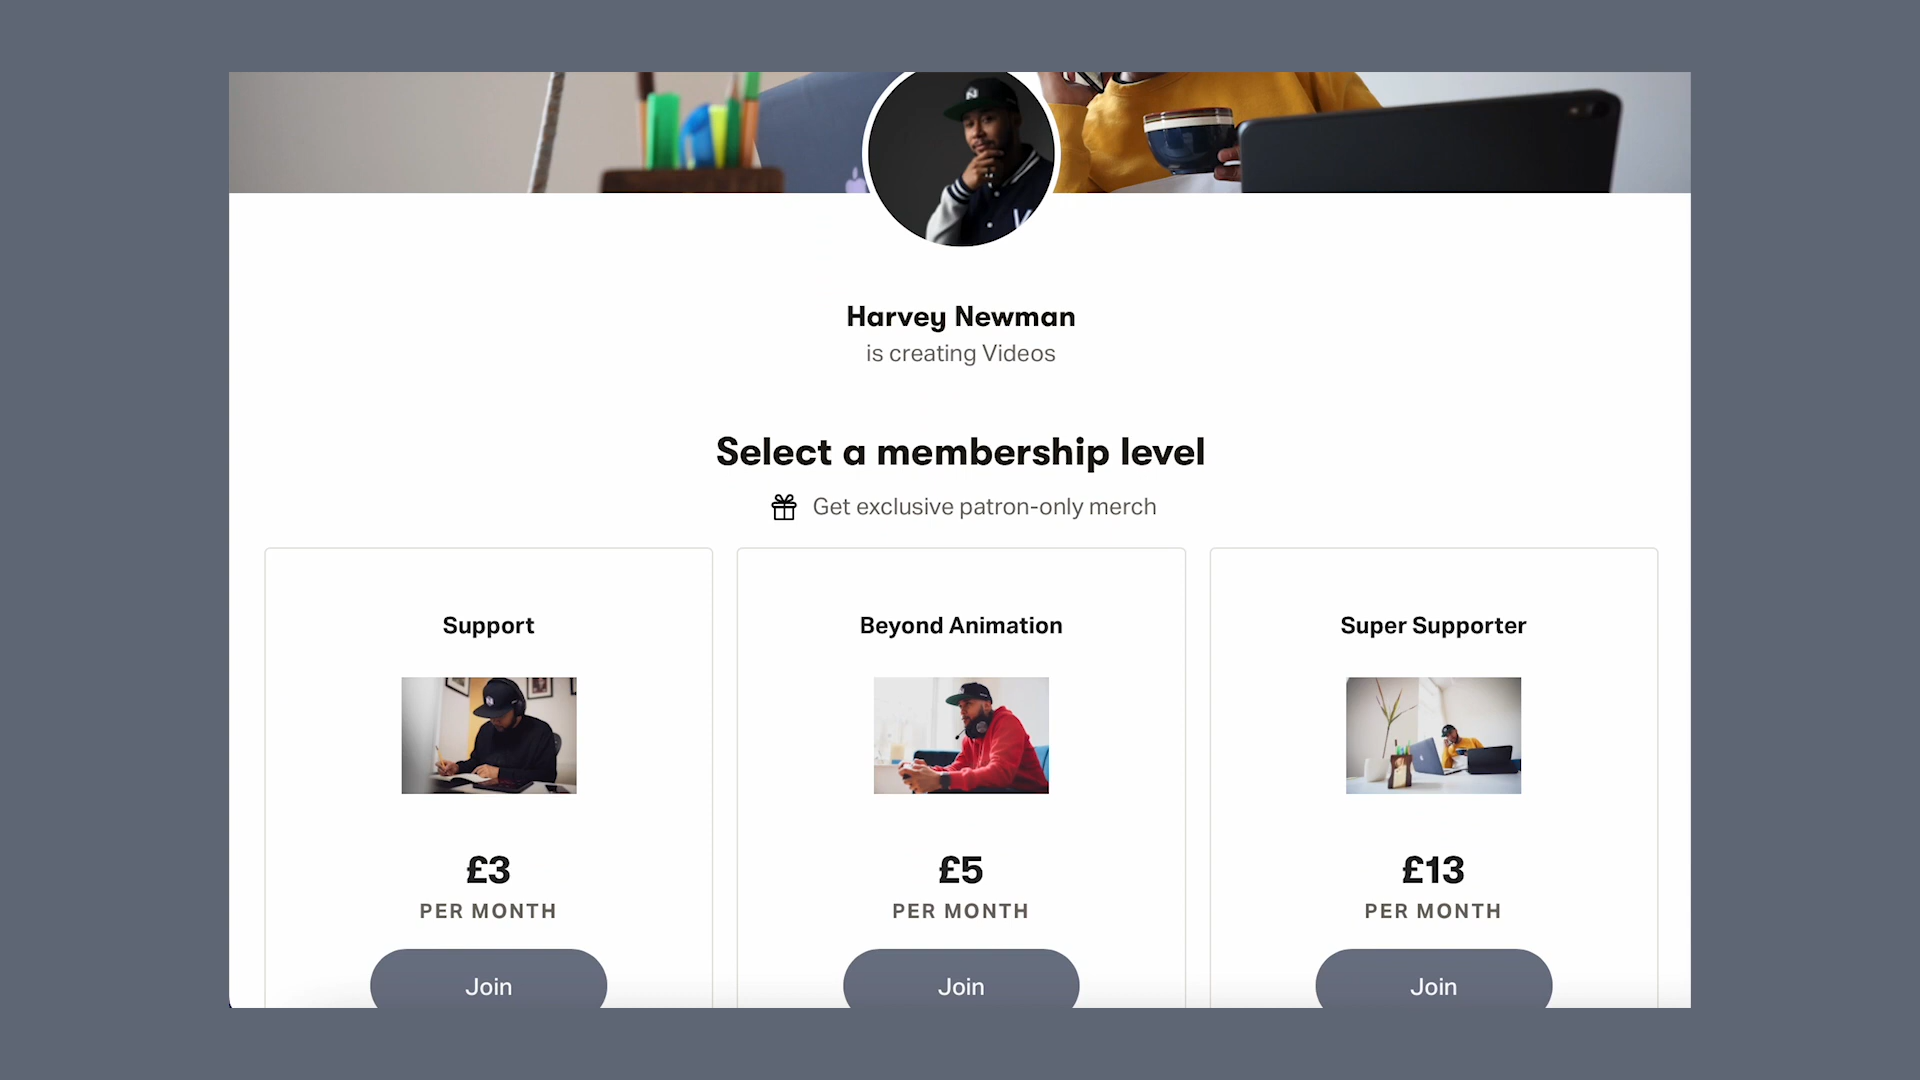 Harvey Newman
is creating Videos
Select a membership level
Get exclusive patron-only merch
Support
£3
PER MONTH
Join
Beyond Animation
£5
PER MONTH
Join
Super Supporter
£13
PER MONTH
Join